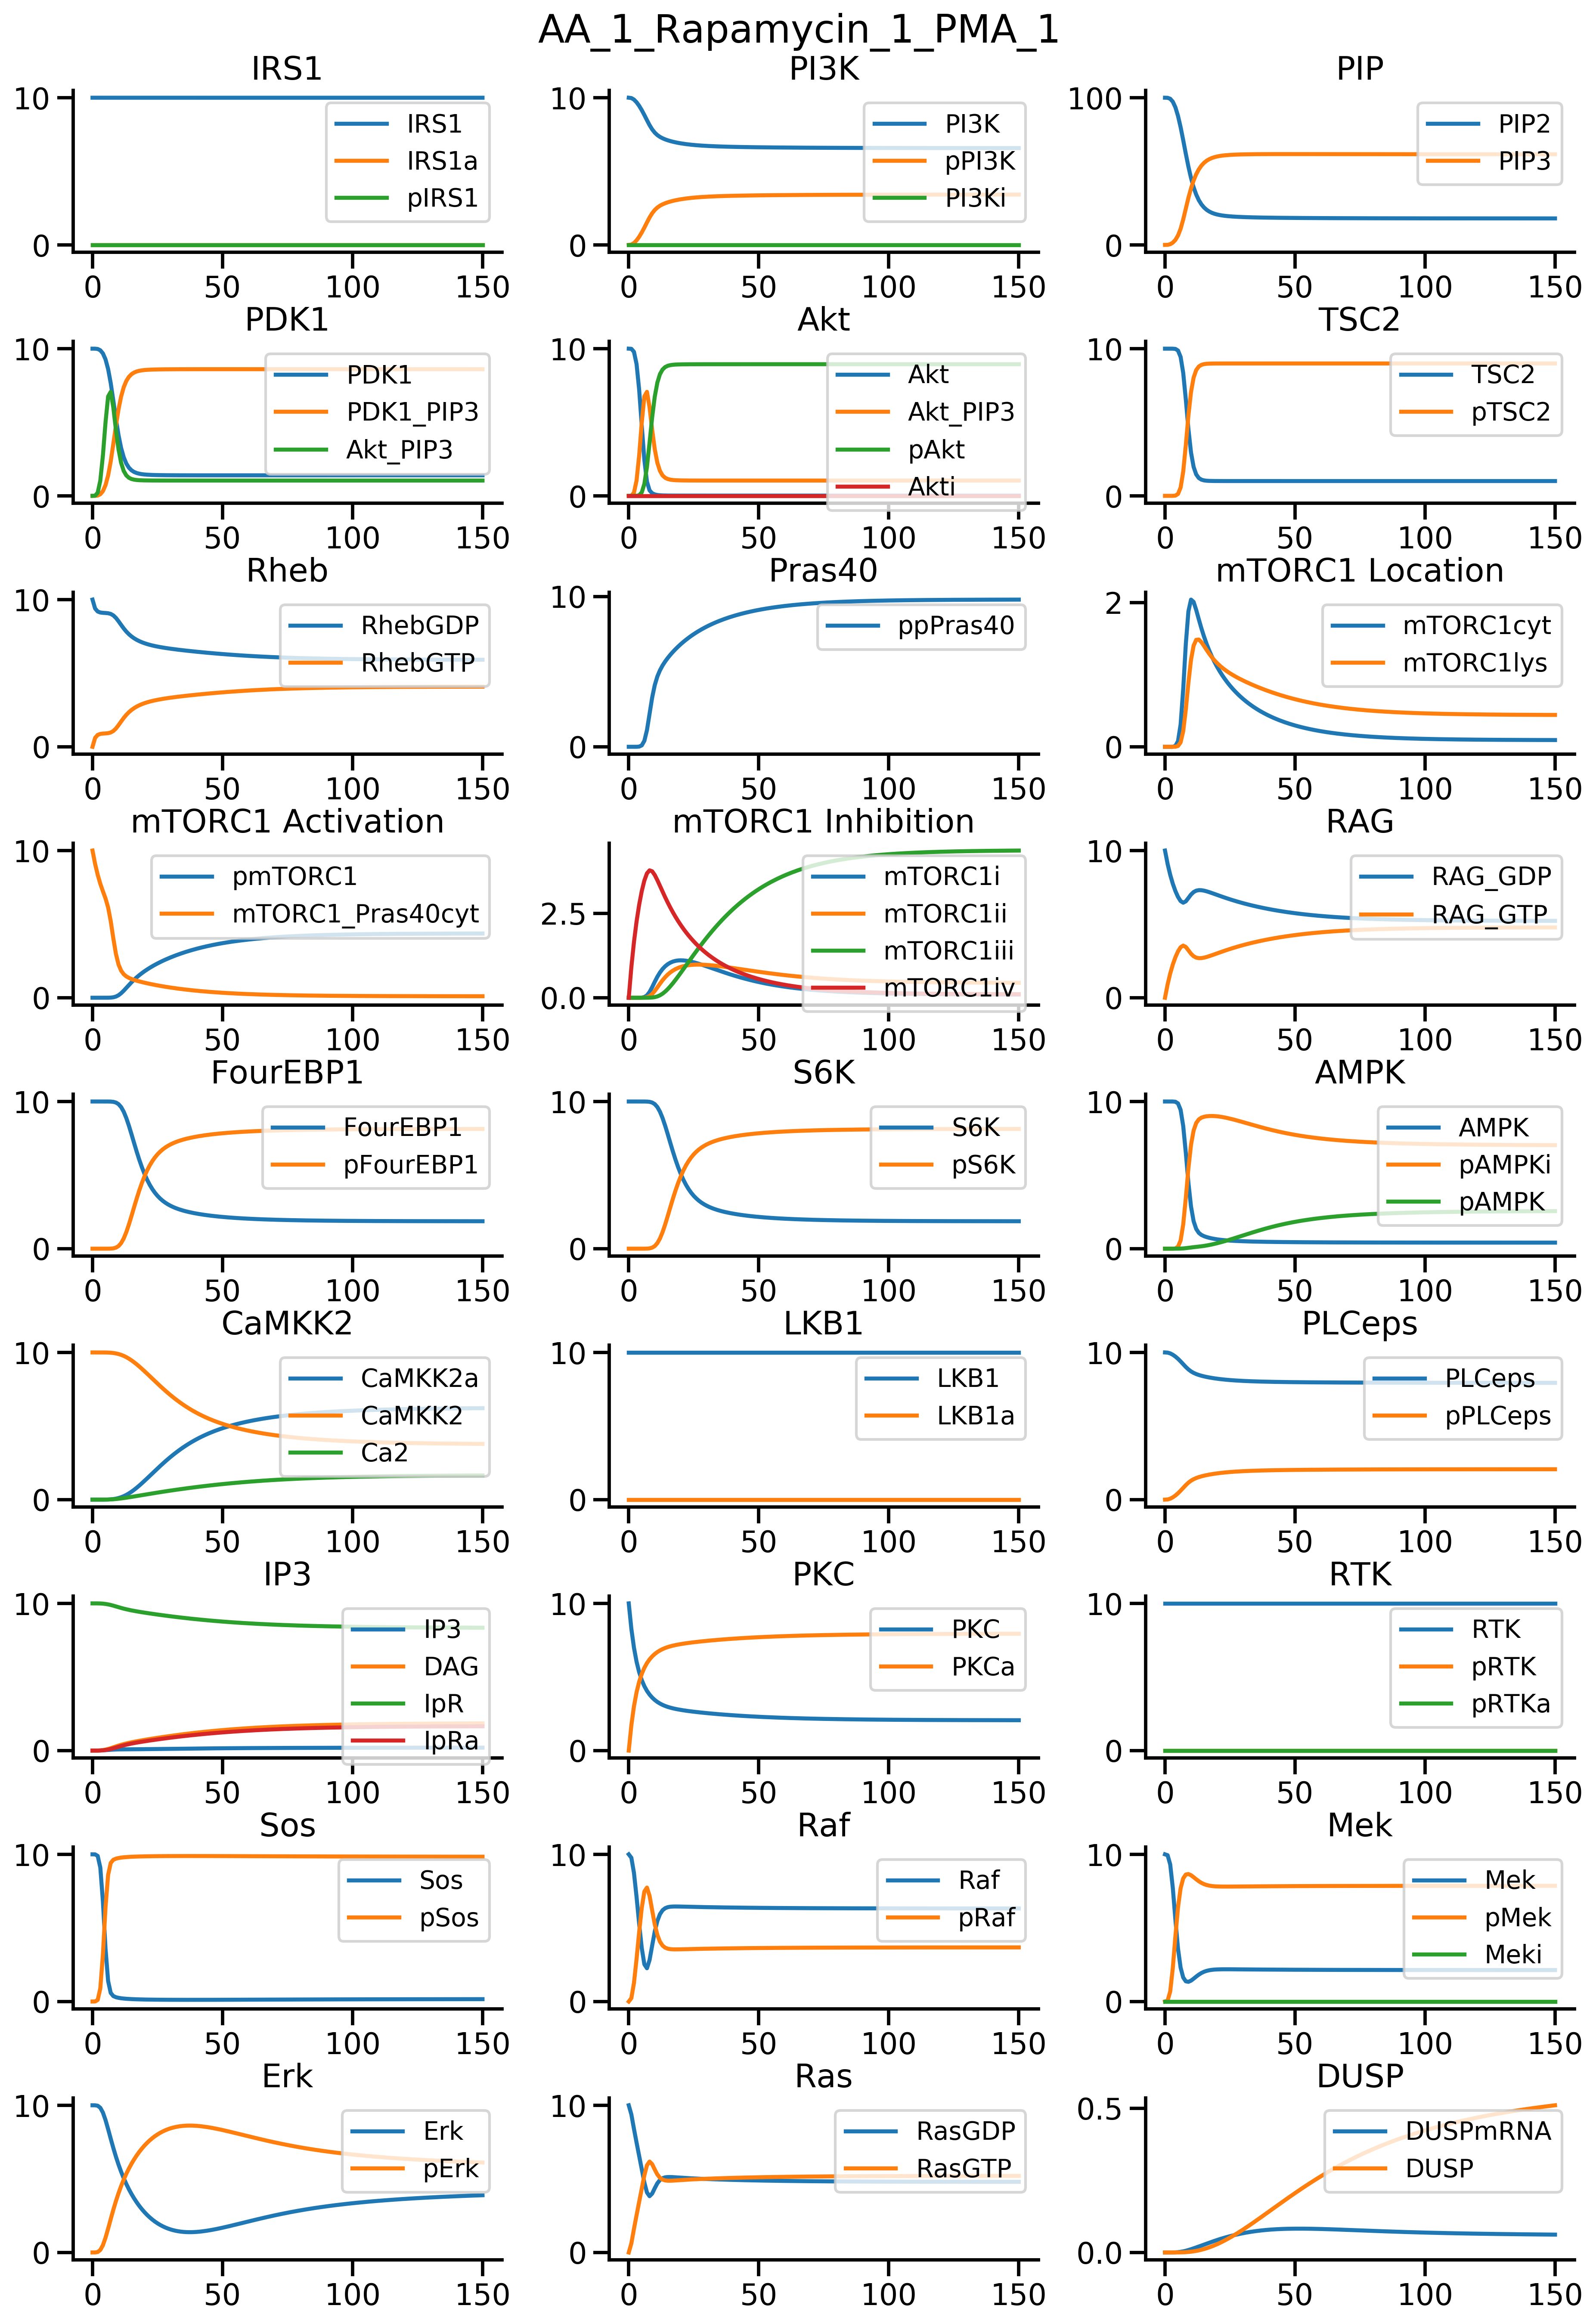 AA_1_Rapamycin_1_PMA_1
IRS1
10
0
0 50 100 150
IRS1
IRS1a
pIRS1
PI3K
10
0
0 50 100 150
PI3K
pPI3K
PI3Ki
PIP
100
0
0 50 100 150
PIP2
PIP3
PDK1
10
0
0 50 100 150
PDK1
PDK1_PIP3
Akt_PIP3
Akt
10
0
0 50 100 150
Akt
Akt_PIP3
pAkt
Akti
TSC2
10
0
0 50 100 150
TSC2
pTSC2
Rheb
10
0
0 50 100 150
RhebGDP
RhebGTP
Pras40
10
0
0 50 100 150
ppPras40
mTORC1 Location
2
0
0 50 100 150
mTORC1cyt
mTORC1lys
mTORC1 Activation
10
0
0 50 100 150
pmTORC1
mTORC1_Pras40cyt
mTORC1 Inhibition
2.5
0.0
0 50 100 150
mTORC1i
mTORC1ii
mTORC1iii
mTORC1iv
RAG
10
0
0 50 100 150
RAG_GDP
RAG_GTP
FourEBP1
10
0
0 50 100 150
FourEBP1
pFourEBP1
S6K
10
0
0 50 100 150
S6K
pS6K
AMPK
10
0
0 50 100 150
AMPK
pAMPKi
pAMPK
CaMKK2
10
0
0 50 100 150
CaMKK2a
CaMKK2
Ca2
LKB1
10
0
0 50 100 150
LKB1
LKB1a
PLCeps
10
0
0 50 100 150
PLCeps
pPLCeps
IP3
10
0
0 50 100 150
IP3
DAG
IpR
IpRa
PKC
10
0
0 50 100 150
PKC
PKCa
RTK
10
0
0 50 100 150
RTK
pRTK
pRTKa
Sos
10
0
0 50 100 150
Sos
pSos
Raf
10
0
0 50 100 150
Raf
pRaf
Mek
10
0
0 50 100 150
Mek
pMek
Meki
Erk
10
0
0 50 100 150
Erk
pErk
Ras
10
0
0 50 100 150
RasGDP
RasGTP
DUSP
0.5
0.0
0 50 100 150
DUSPmRNA
DUSP